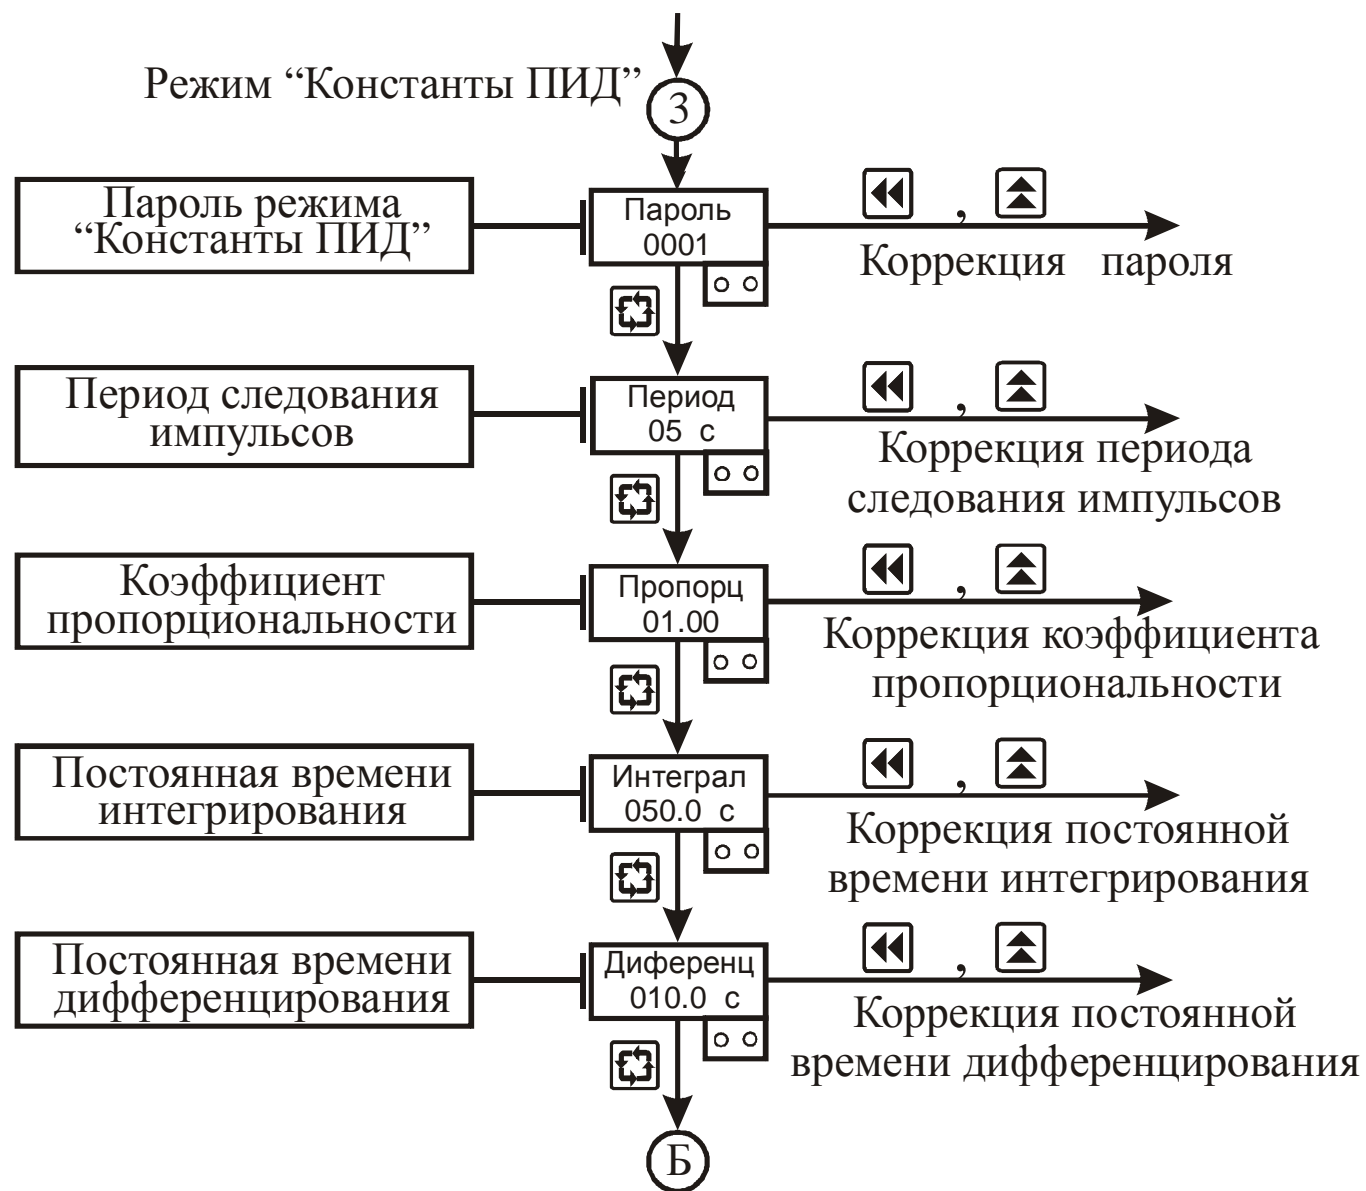 Режим “Константы ПИД”
3
Пароль режима
“Константы ПИД”
Пароль
0001
,
Коррекция пароля
Период следования
импульсов
Период
05 с
,
Коррекция периода
следования импульсов
Коэффициент
пропорциональности
Пропорц
01.00
,
Коррекция коэффициента
пропорциональности
Постоянная времени
интегрирования
Интеграл
050.0 с
,
Коррекция постоянной
времени интегрирования
Постоянная времени
дифференцирования
Диференц
010.0 с
,
Коррекция постоянной
времени дифференцирования
Б